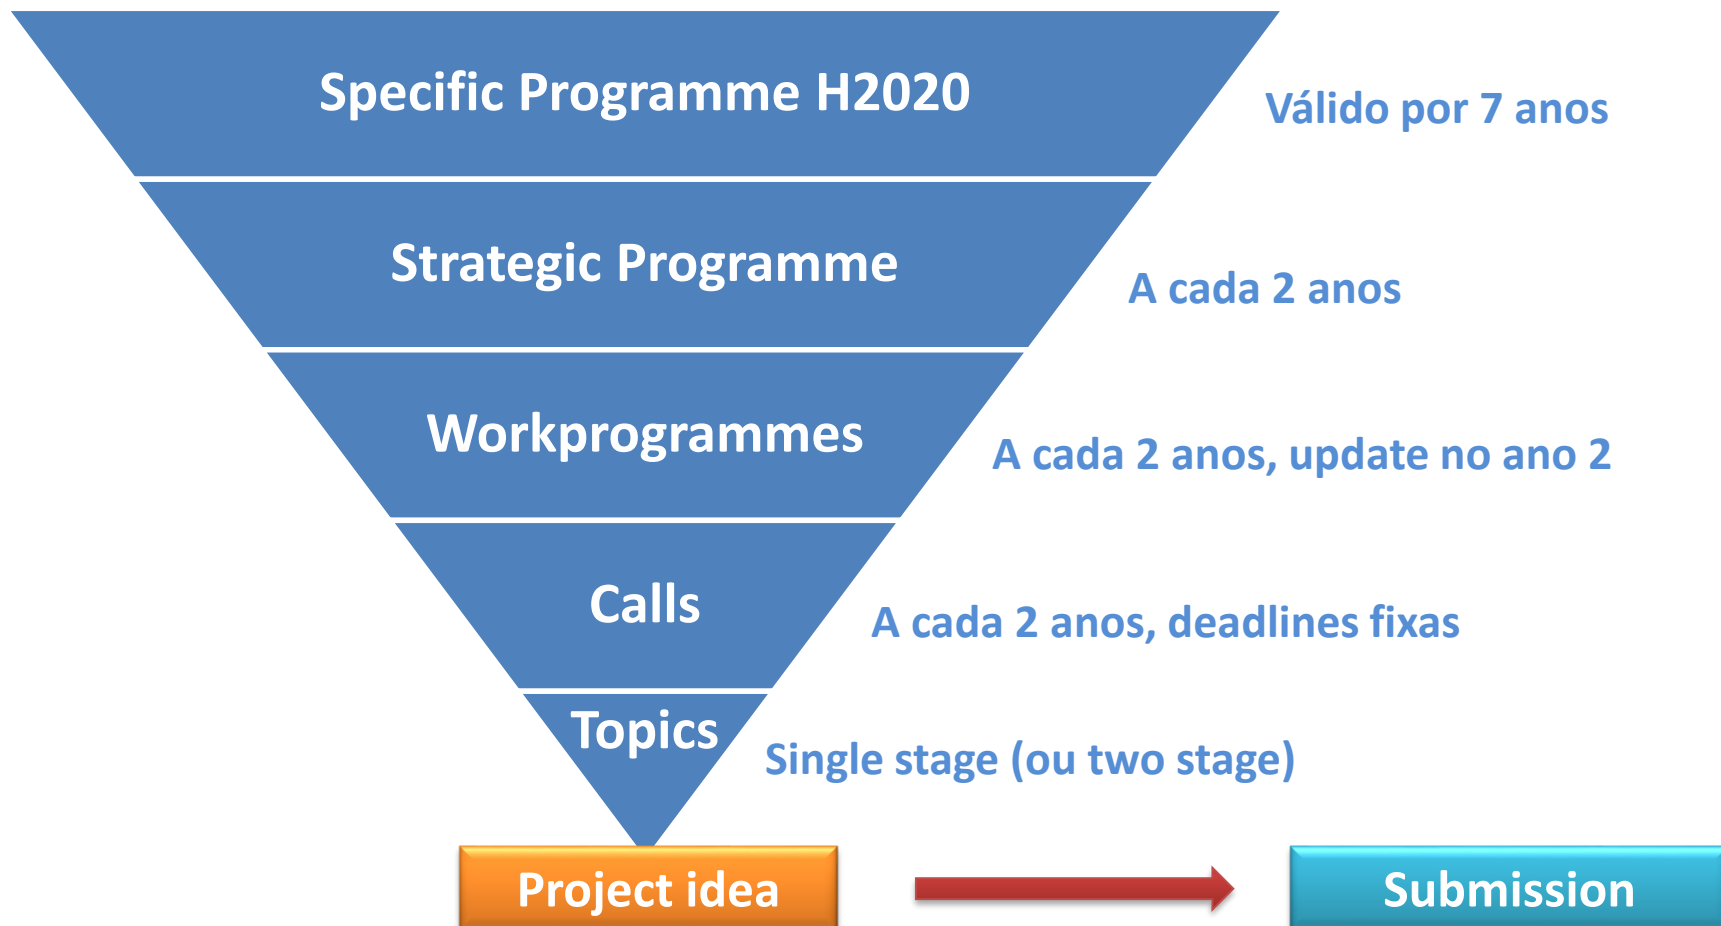 Specific Programme H2020
Válido por 7 anos
Strategic Programme
A cada 2 anos
Workprogrammes
A cada 2 anos, update no ano 2
Calls
A cada 2 anos, deadlines fixas
Topics
Single stage (ou two stage)
Project idea
Submission